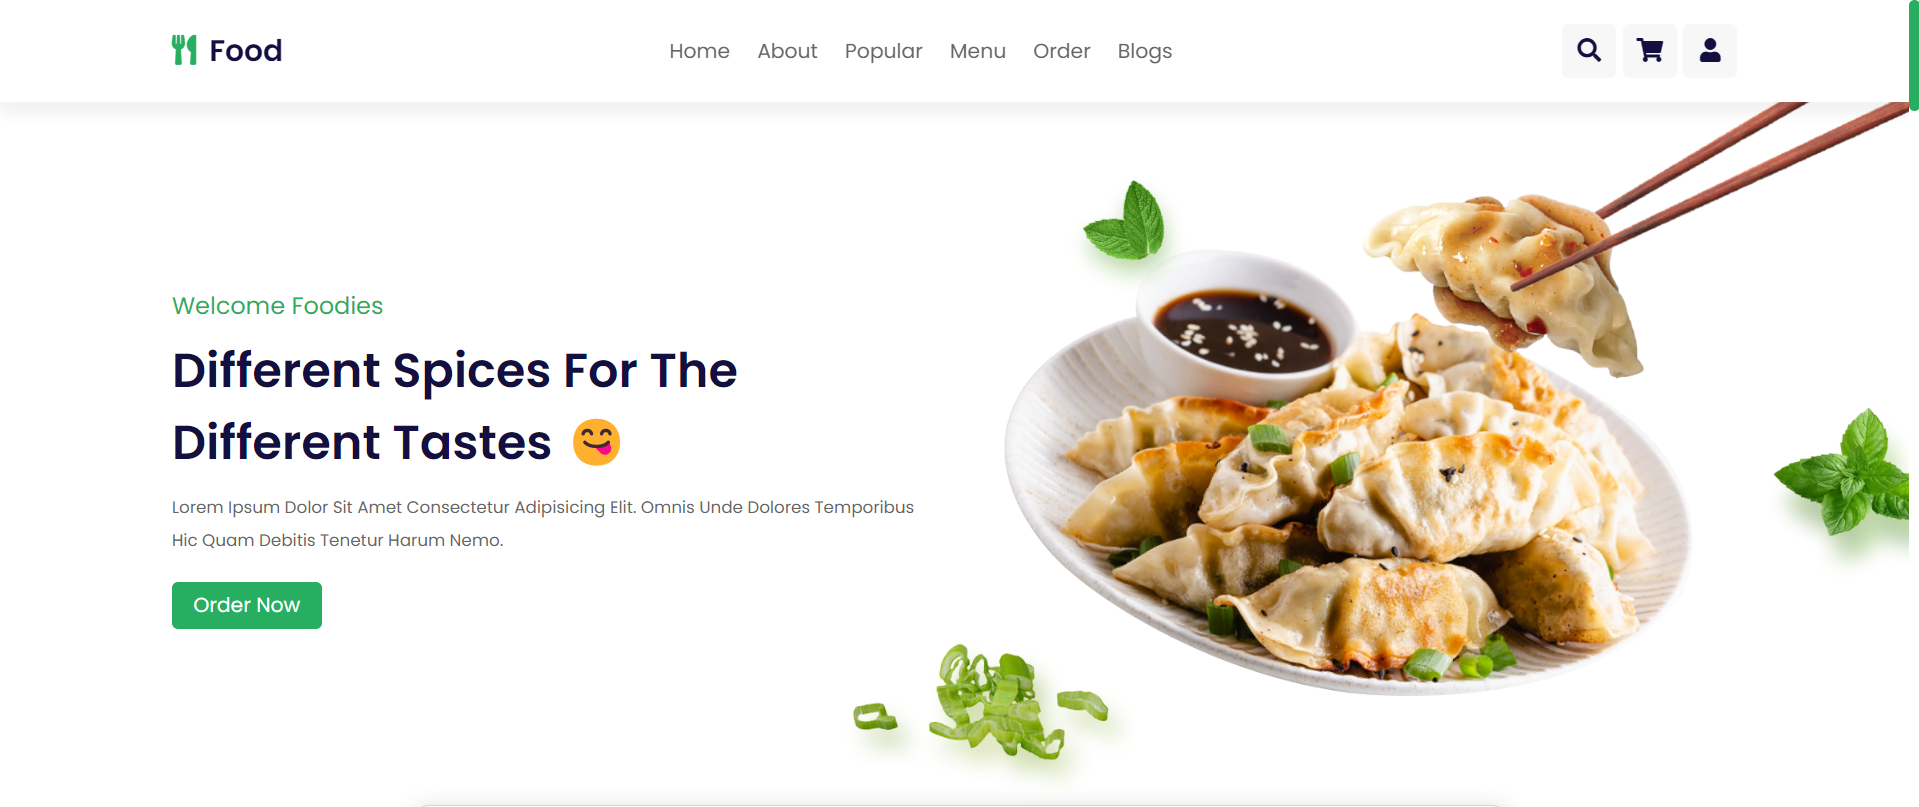 Food
Home About Popular Menu Order Blogs
Welcome Foodies
Different Spices For The
Different Tastes 😋
Lorem Ipsum Dolor Sit Amet Consectetur Adipisicing Elit. Omnis Unde Dolores Temporibus
Hic Quam Debitis Tenetur Harum Nemo.
Order Now